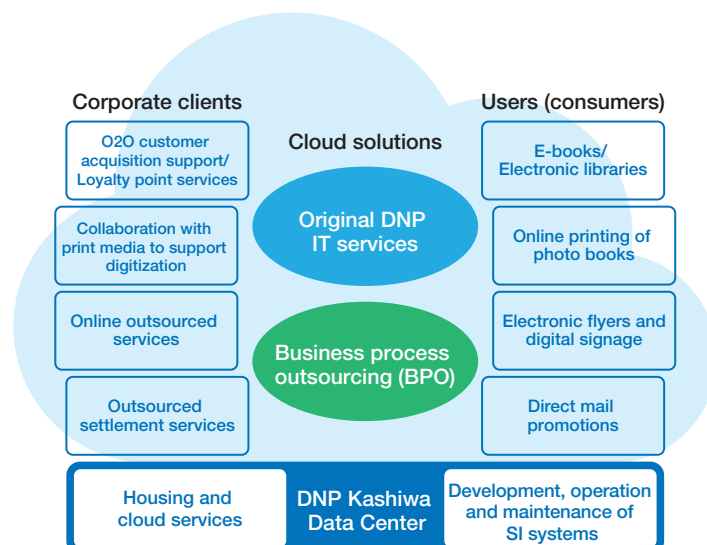 Corporate clients
O2O customer
acquisition support/
Loyalty point services
Collaboration with
print media to support
digitization
Online outsourced
services
Outsourced
settlement services
Cloud solutions
Original DNP
IT services
Business process
outsourcing (BPO)
Users (consumers)
E-books/
Electronic libraries
Online printing of
photo books
Electronic flyers and
digital signage
Direct mail
promotions
Housing and
cloud services
DNP Kashiwa
Data Center
Development, operation
and maintenance of
SI systems